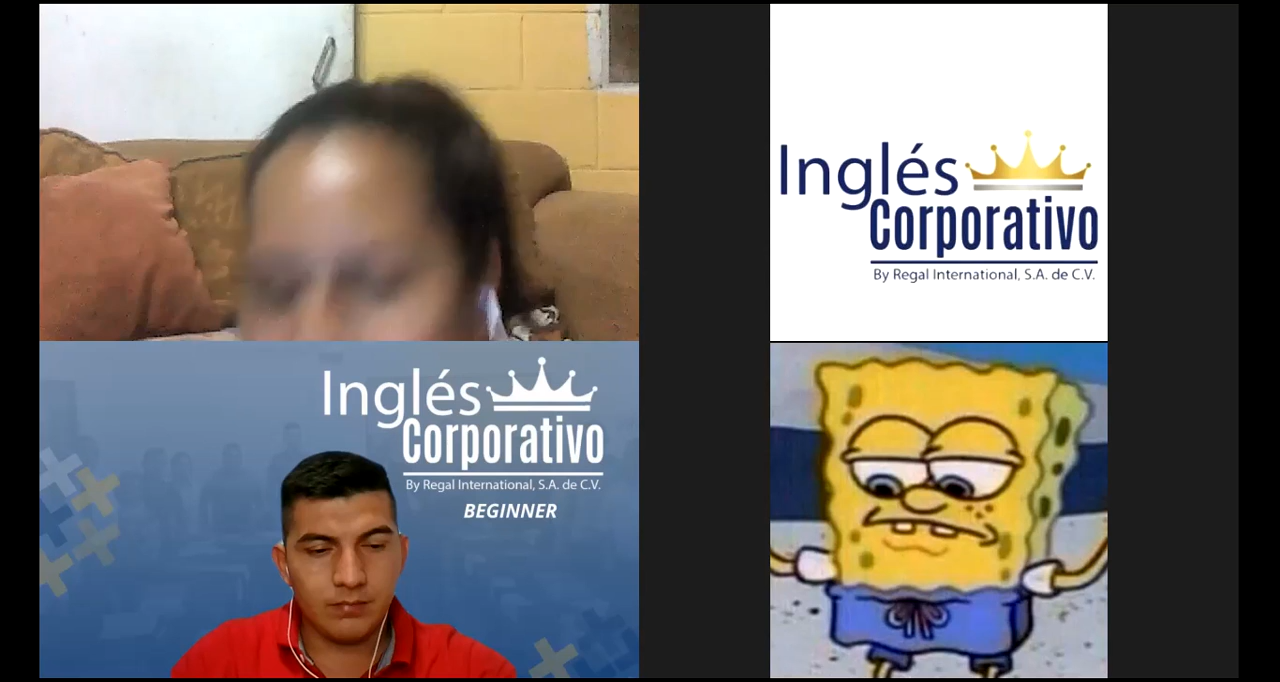 Inglés
Corporativo
By Regal International, S.A. de C.V.
Inglés
Corporativo
By Regal International, S.A. de C.V.
BEGINNER